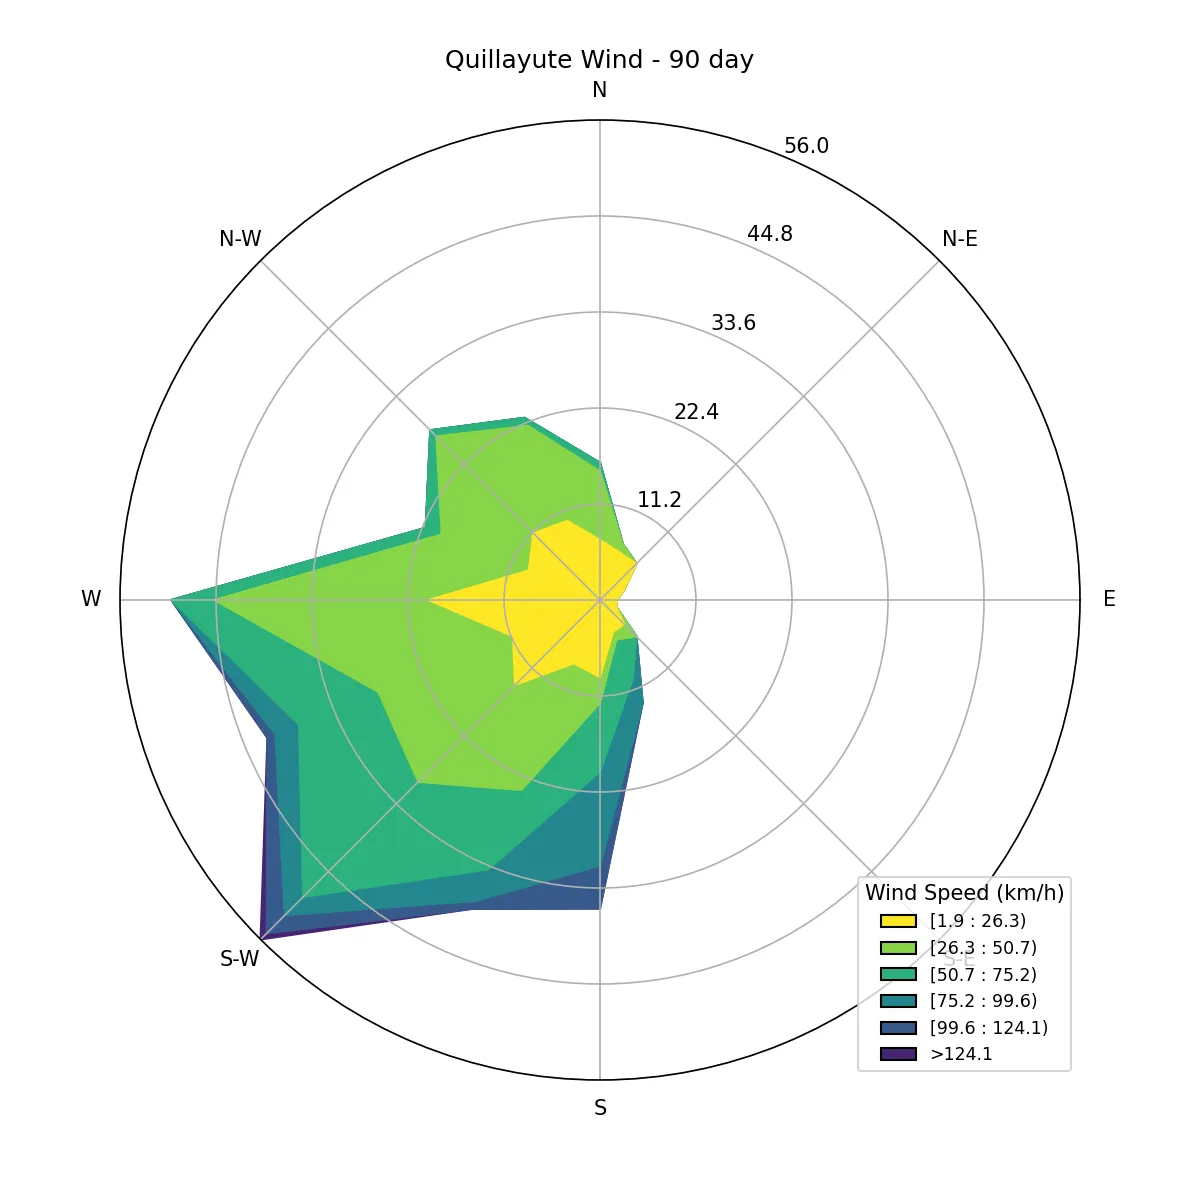 Quillayute Wind - 90 day
N
56.0
44.8
N-W
N-E
33.6
22.4
11.2
W
E
Wind Speed (km/h)
[1.9 : 26.3)
[26.3 : 50.7)
S-W
S-E
[50.7 : 75.2)
[75.2 : 99.6)
[99.6 : 124.1)
>124.1
S